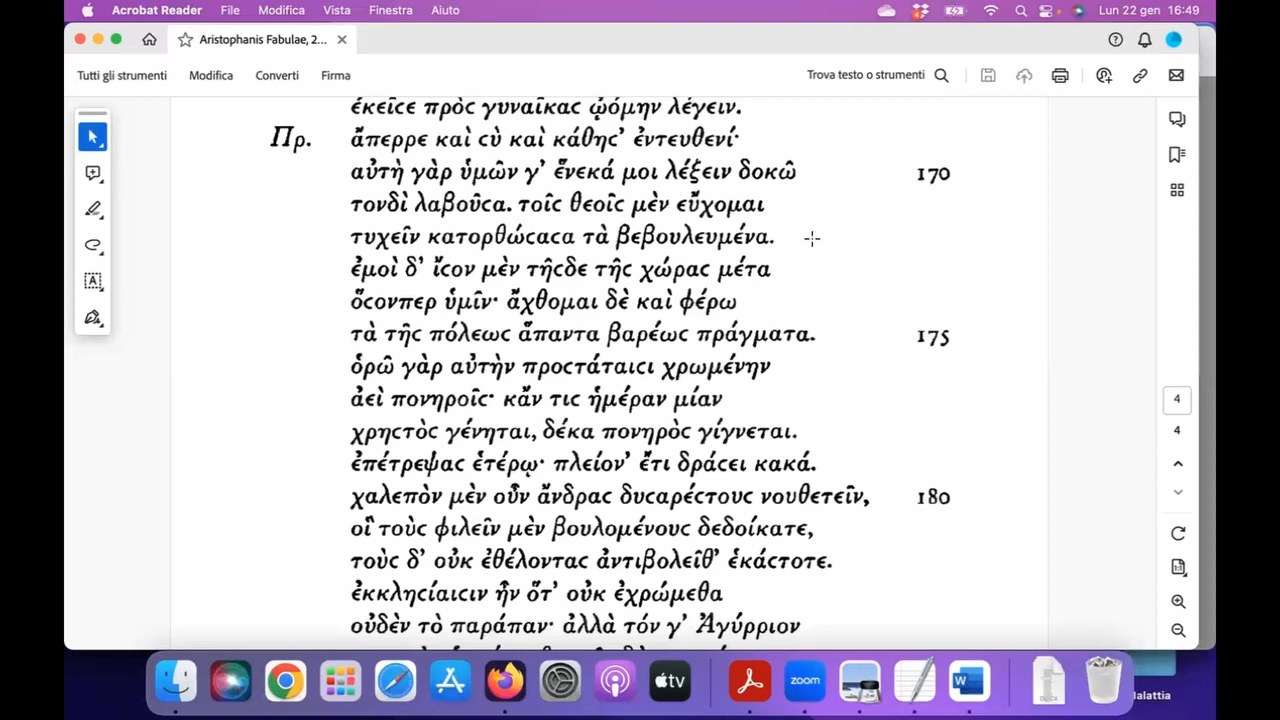 Acrobat Reader File Modifica Vista Finestra Aiuto Lun 22 gen 16:49
Aristophanis Fabulae, 2...
Tutti gli strumenti Modifica Converti Firma Trova testo o strumenti
ἐκεῖϲε πρὸϲ γυναῖκαϲ ᾠόμην λέγειν.
Πρ. ἄπερρε καὶ ϲὺ καὶ κάθηϲ’ ἐντευθενί·
αὐτὴ γὰρ ὑμῶν γ’ ἕνεκά μοι λέξειν δοκῶ 170
τονδὶ λαβοῦϲα. τοῖϲ θεοῖϲ μὲν εὔχομαι
τυχεῖν κατορθώϲαϲα τὰ βεβουλευμένα.
ἐμοὶ δ’ ἴϲον μὲν τῆϲδε τῆϲ χώραϲ μέτα
ὅϲονπερ ὑμῖν· ἄχθομαι δὲ καὶ φέρω
τὰ τῆϲ πόλεωϲ ἅπαντα βαρέωϲ πράγματα. 175
ὁρῶ γὰρ αὐτὴν προϲτάταιϲι χρωμένην
ἀεὶ πονηροῖϲ· κἄν τιϲ ἡμέραν μίαν
χρηϲτὸϲ γένηται, δέκα πονηρὸϲ γίγνεται.
ἐπέτρεψαϲ ἑτέρῳ· πλείον’ ἔτι δράϲει κακά.
χαλεπὸν μὲν οὖν ἄνδραϲ δυϲαρέϲτουϲ νουθετεῖν, 180
οἳ τοὺϲ φιλεῖν μὲν βουλομένουϲ δεδοίκατε,
τοὺϲ δ’ οὐκ ἐθέλονταϲ ἀντιβολεῖθ’ ἑκάϲτοτε.
ἐκκληϲίαιϲιν ἦν ὅτ’ οὐκ ἐχρώμεθα
οὐδὲν τὸ παράπαν· ἀλλὰ τόν γ’ Ἀγύρριον
4
4
tv
zoom
W
DOCX
Malattia